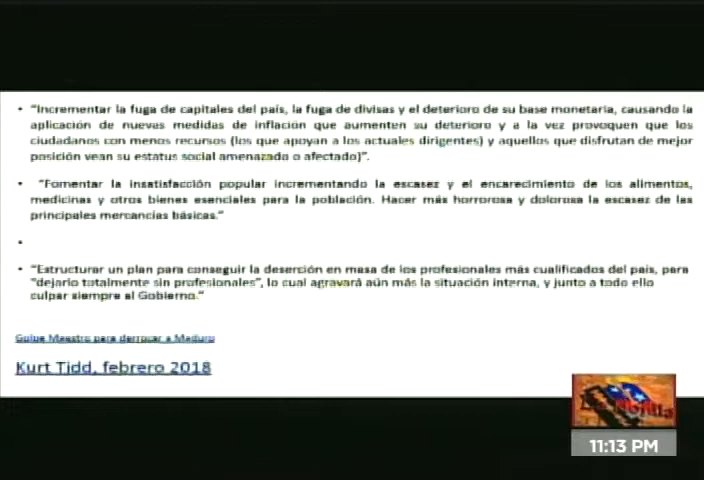 • "Incrementar la fuga de capitales del país, la fuga de divisas y el deterioro de su base monetaria, causando la
aplicación de nuevas medidas de inflación que aumenten su deterioro y a la vez provoquen que los
ciudadanos con menos recursos (los que apoyan a los actuales dirigentes) y aquellos que disfrutan de mejor
posición vean su estatus social amenazado o afectado)".
• "Fomentar la insatisfacción popular incrementando la escasez y el encarecimiento de los alimentos,
medicinas y otros bienes esenciales para la población. Hacer más horrorosa y dolorosa la escasez de las
principales mercancías básicas."
•
• "Estructurar un plan para conseguir la deserción en masa de los profesionales más cualificados del país, para
"dejarlo totalmente sin profesionales", lo cual agravará aún más la situación interna, y junto a todo ello
culpar siempre al Gobierno."
Golpe Maestro para derrocar a Maduro
Kurt Tidd, febrero 2018
La Hojilla
11:13 PM